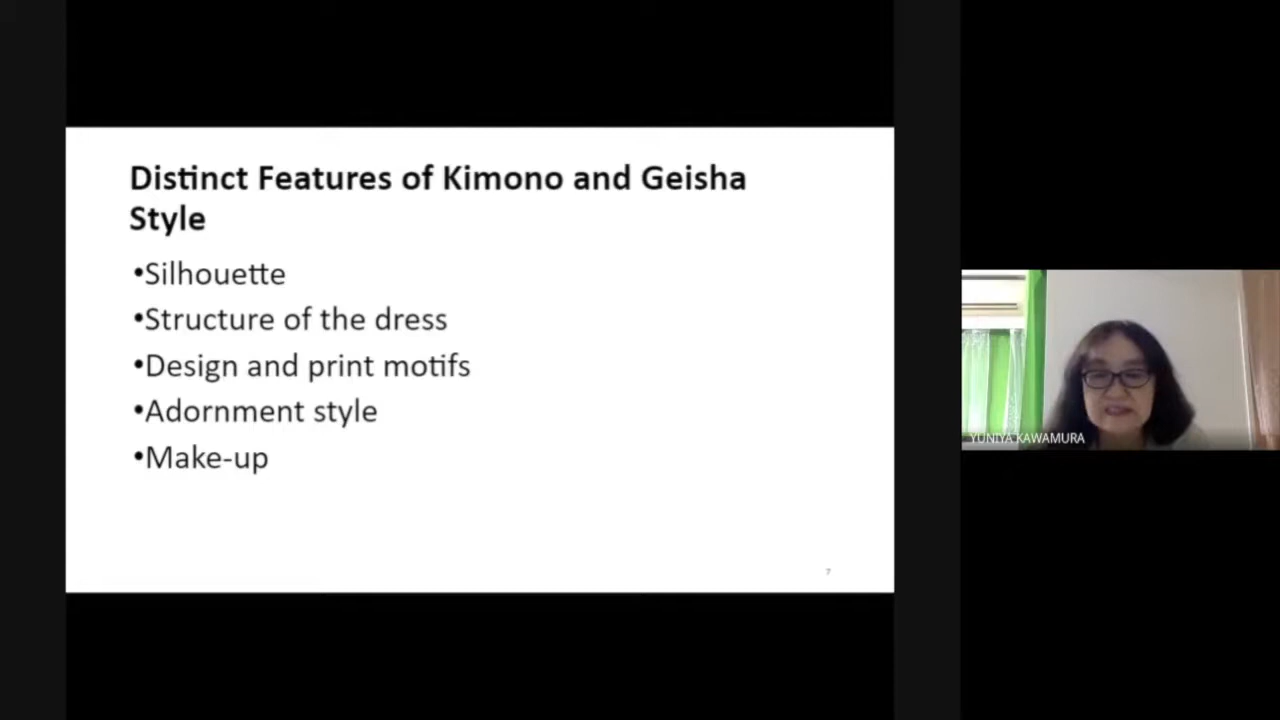 Distinct Features of Kimono and Geisha
Style
•Silhouette
•Structure of the dress
•Design and print motifs
•Adornment style
•Make-up
7
YUNIYA KAWAMURA